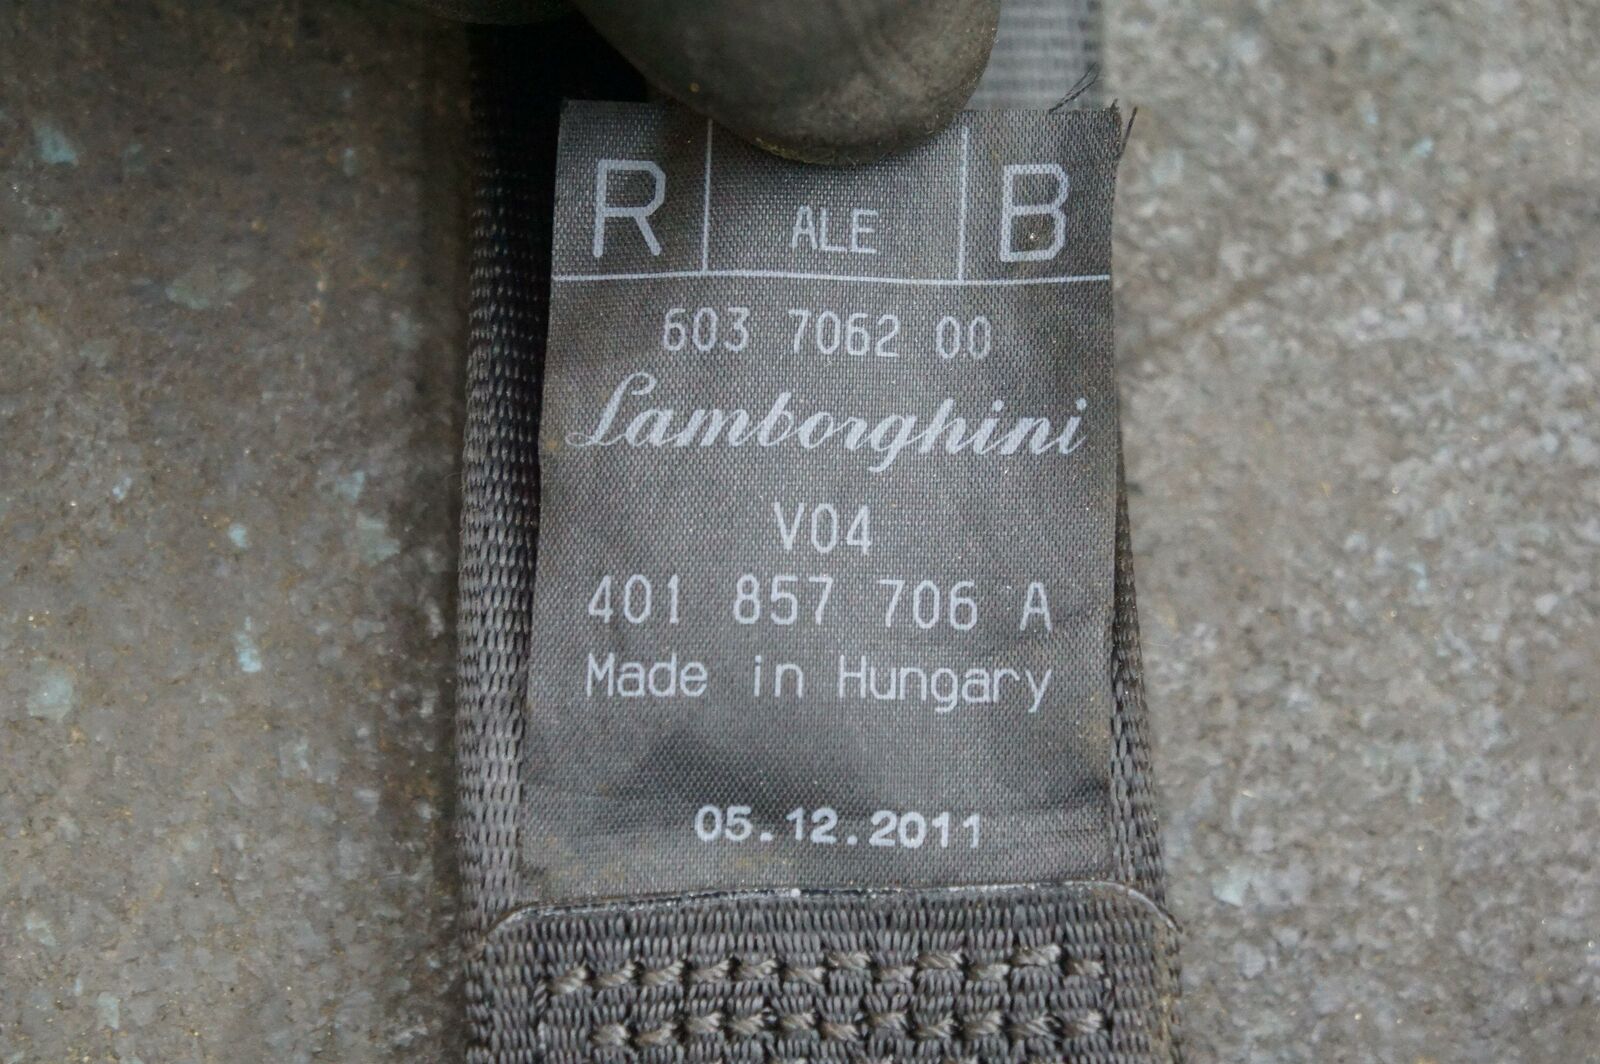 R ALE B
603 7062 00
Lamborghini
V04
401 857 706 A
Made in Hungary
05.12.2011